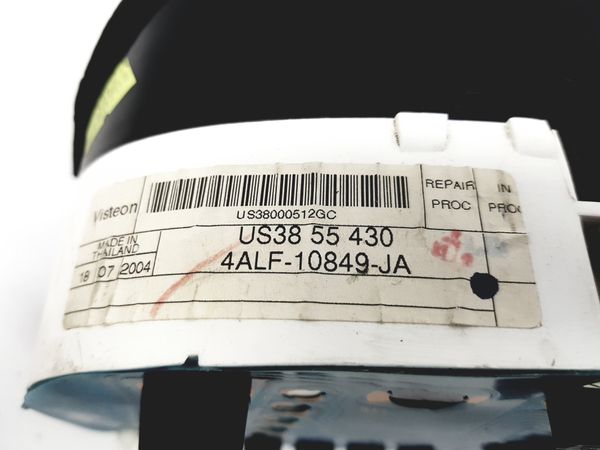 Visteon
US38000512GC
REPAIR PROC
IN PROC
MADE IN THAILAND
18 07 2004
US38 55 430
4ALF-10849-JA